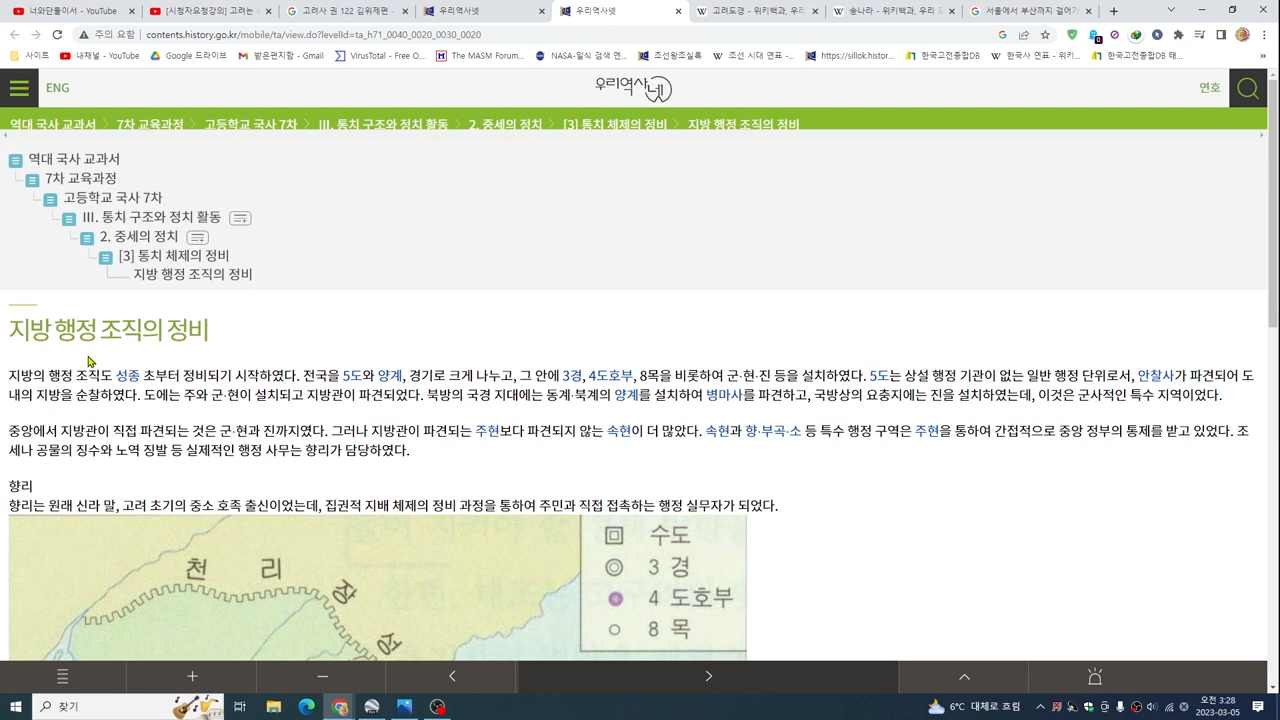 너와단둘이서 - YouTube
[시청자요청강의] 고려는
고려사 권 122 김위제편 -
우리역사넷
우리역사넷
고려도경 - 위키백과, 우리
송나라 - 위키백과, 우리 모
서울에서 부산까지 걸어가
주의 요함 | contents.history.go.kr/mobile/ta/view.do?levelId=ta_h71_0040_0020_0030_0020
사이트
내채널 - YouTube
Google 드라이브
받은편지함 - Gmail
VirusTotal - Free O...
The MASM Forum...
NASA-일식 검색 엔...
조선왕조실록
조선 시대 연표 -...
https://sillok.histor...
한국고전종합DB
한국사 연표 - 위키...
한국고전종합DB 태...
ENG
우리역사넷
연호
역대 국사 교과서 > 7차 교육과정 > 고등학교 국사 7차 > III. 통치 구조와 정치 활동 > 2. 중세의 정치 > [3] 통치 체제의 정비 > 지방 행정 조직의 정비
역대 국사 교과서
7차 교육과정
고등학교 국사 7차
III. 통치 구조와 정치 활동
2. 중세의 정치
[3] 통치 체제의 정비
지방 행정 조직의 정비
지방 행정 조직의 정비
지방의 행정 조직도 성종 초부터 정비되기 시작하였다. 전국을 5도와 양계, 경기로 크게 나누고, 그 안에 3경, 4도호부, 8목을 비롯하여 군·현·진 등을 설치하였다. 5도는 상설 행정 기관이 없는 일반 행정 단위로서, 안찰사가 파견되어 도
내의 지방을 순찰하였다. 도에는 주와 군·현이 설치되고 지방관이 파견되었다. 북방의 국경 지대에는 동계·북계의 양계를 설치하여 병마사를 파견하고, 국방상의 요충지에는 진을 설치하였는데, 이것은 군사적인 특수 지역이었다.
중앙에서 지방관이 직접 파견되는 것은 군·현과 진까지였다. 그러나 지방관이 파견되는 주현보다 파견되지 않는 속현이 더 많았다. 속현과 향·부곡·소 등 특수 행정 구역은 주현을 통하여 간접적으로 중앙 정부의 통제를 받고 있었다. 조
세나 공물의 징수와 노역 징발 등 실제적인 행정 사무는 향리가 담당하였다.
향리
향리는 원래 신라 말, 고려 초기의 중소 호족 출신이었는데, 집권적 지배 체제의 정비 과정을 통하여 주민과 직접 접촉하는 행정 실무자가 되었다.
천 리 장 성
수도
3 경
4 도호부
8 목
찾기
6°C 대체로 흐림
오전 3:28
2023-03-05